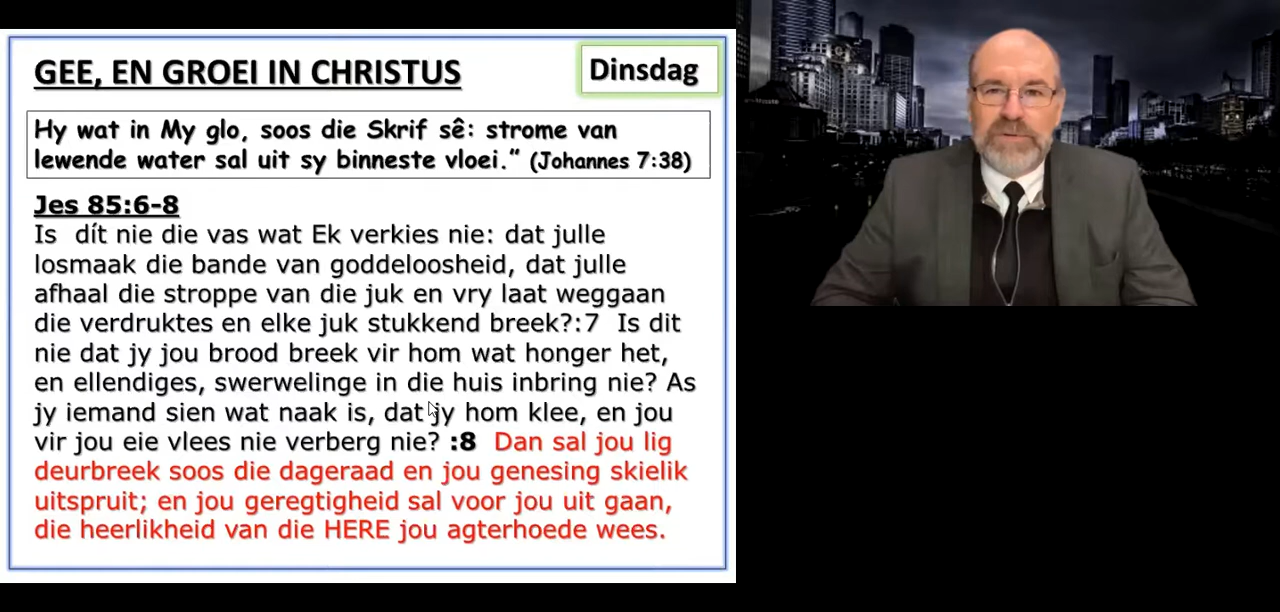 GEE, EN GROEI IN CHRISTUS
Dinsdag
Hy wat in My glo, soos die Skrif sê: strome van
lewende water sal uit sy binneste vloei.” (Johannes 7:38)
Jes 85:6-8
Is dít nie die vas wat Ek verkies nie: dat julle
losmaak die bande van goddeloosheid, dat julle
afhaal die stroppe van die juk en vry laat weggaan
die verdruktes en elke juk stukkend breek?:7 Is dit
nie dat jy jou brood breek vir hom wat honger het,
en ellendiges, swerwelinge in die huis inbring nie? As
jy iemand sien wat naak is, dat jy hom klee, en jou
vir jou eie vlees nie verberg nie? :8 Dan sal jou lig
deurbreek soos die dageraad en jou genesing skielik
uitspruit; en jou geregtigheid sal voor jou uit gaan,
die heerlikheid van die HERE jou agterhoede wees.